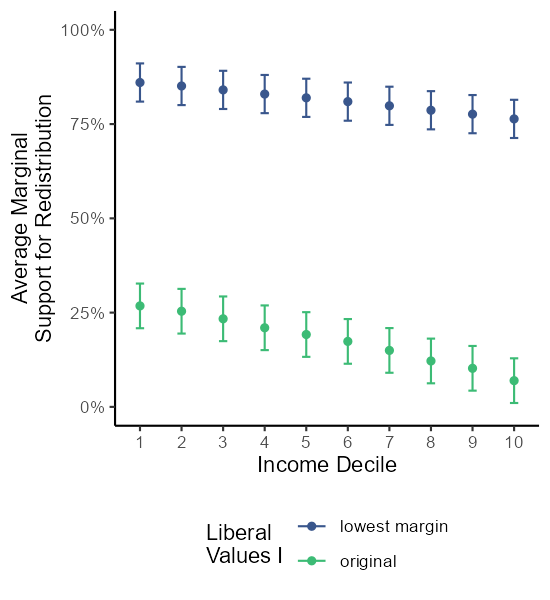 100%
75%
50%
25%
0%
Average Marginal
Support for Redistribution
1 2 3 4 5 6 7 8 9 10
Income Decile
Liberal
Values I
lowest margin
original